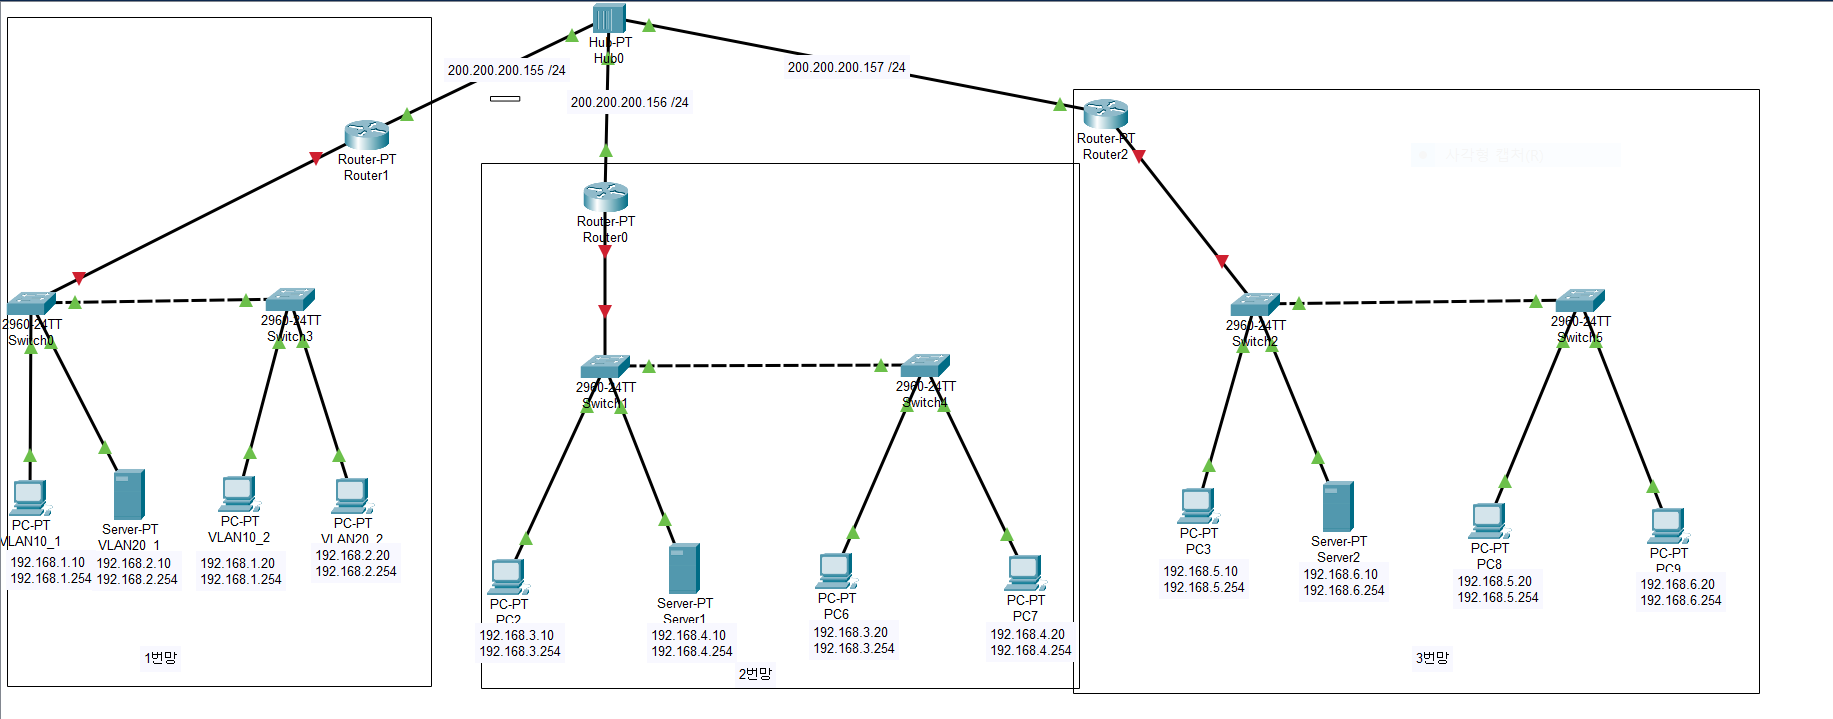 Hub-PT
Hub0
200.200.200.155 /24
200.200.200.157 /24
200.200.200.156 /24
Router-PT
Router1
Router-PT
Router0
Router-PT
Router2
사각형 캡처(R)
2960-24TT
Switch0
2960-24TT
Switch3
2960-24TT
Switch1
2960-24TT
Switch4
2960-24TT
Switch2
2960-24TT
Switch5
PC-PT
VLAN10_1
192.168.1.10
192.168.1.254
Server-PT
VLAN20_1
192.168.2.10
192.168.2.254
PC-PT
VLAN10_2
192.168.1.20
192.168.1.254
PC-PT
VLAN20_2
192.168.2.20
192.168.2.254
1번망
PC-PT
PC2
192.168.3.10
192.168.3.254
Server-PT
Server1
192.168.4.10
192.168.4.254
PC-PT
PC6
192.168.3.20
192.168.3.254
PC-PT
PC7
192.168.4.20
192.168.4.254
2번망
PC-PT
PC3
192.168.5.10
192.168.5.254
Server-PT
Server2
192.168.6.10
192.168.6.254
PC-PT
PC8
192.168.5.20
192.168.5.254
PC-PT
PC9
192.168.6.20
192.168.6.254
3번망